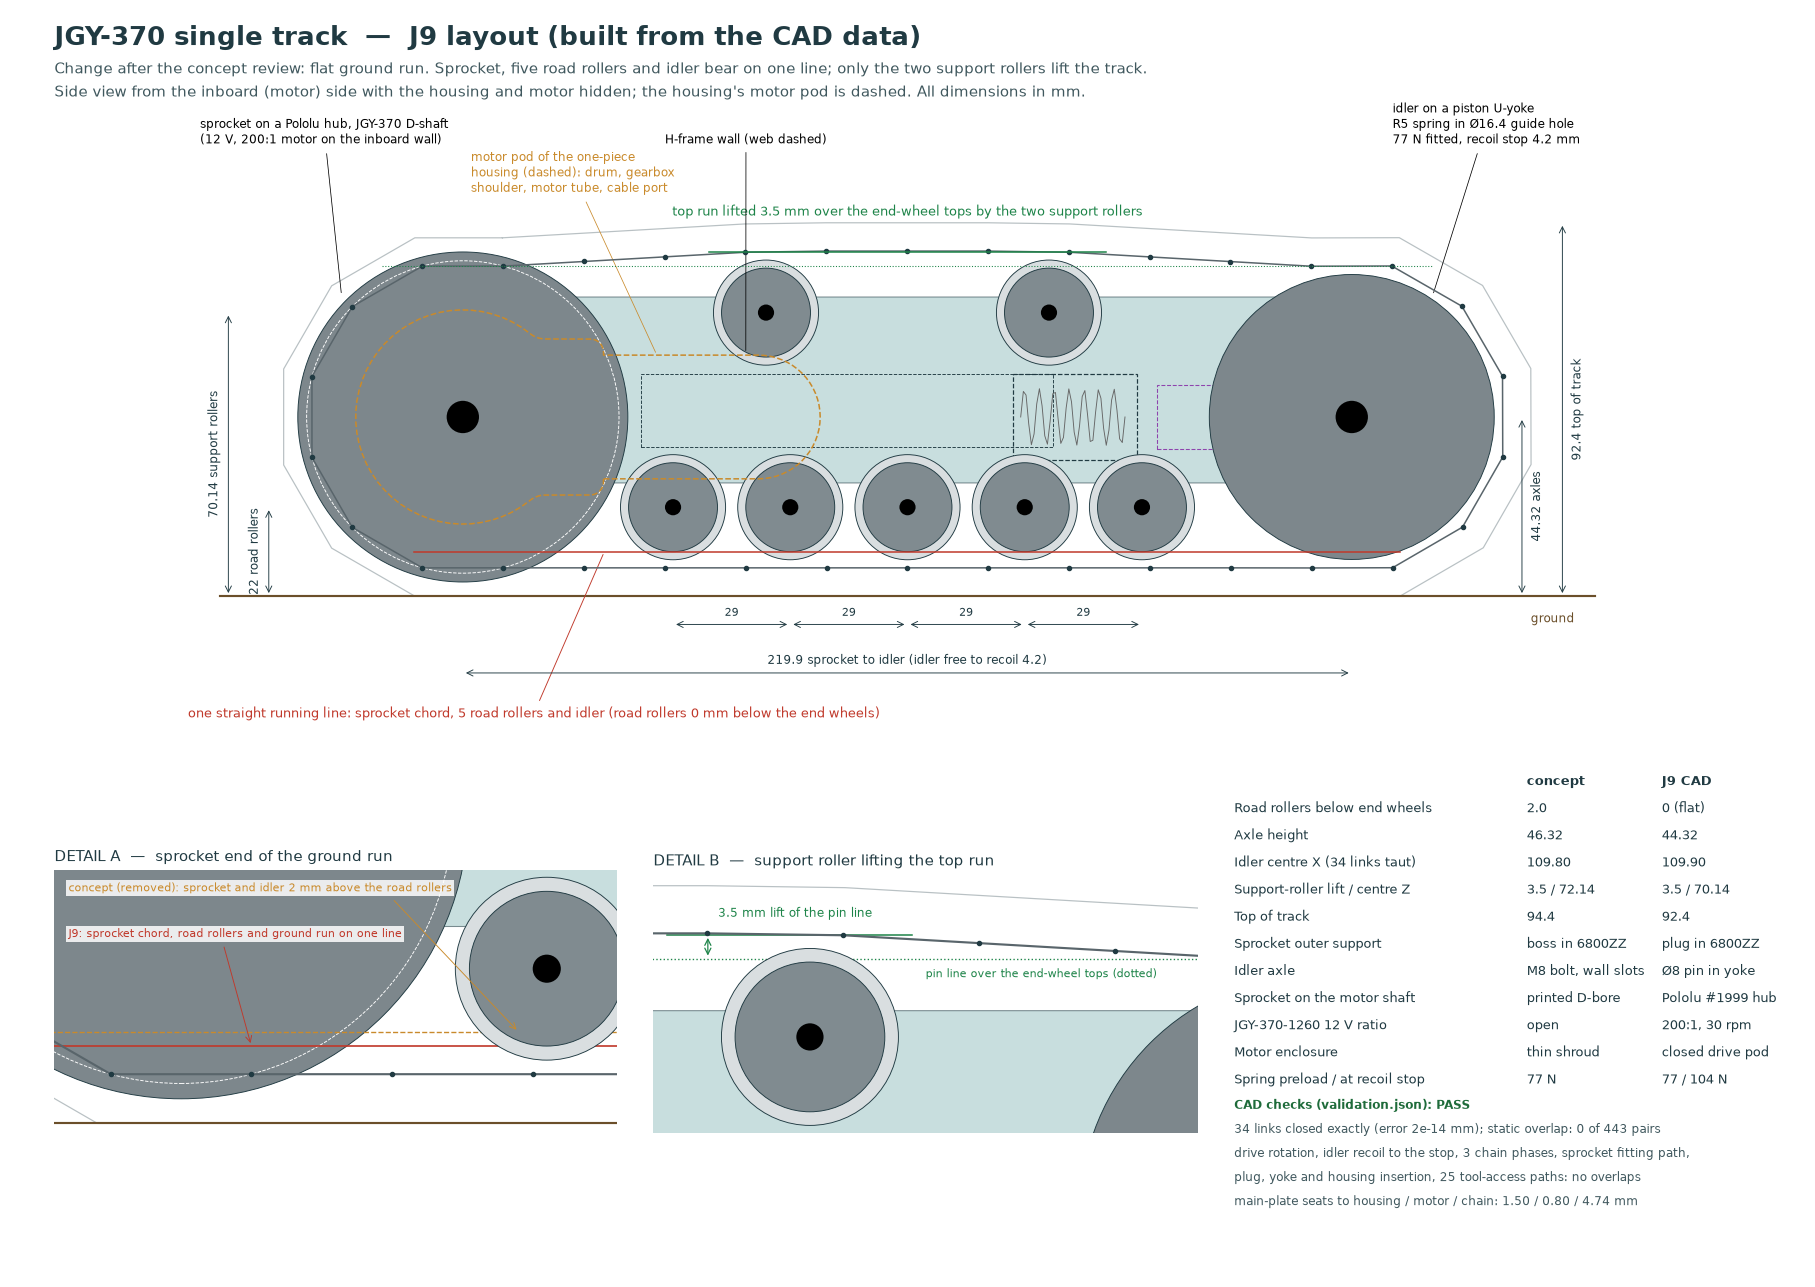 JGY-370 single track — J9 layout (built from the CAD data)
Change after the concept review: flat ground run. Sprocket, five road rollers and idler bear on one line; only the two support rollers lift the track.
Side view from the inboard (motor) side with the housing and motor hidden; the housing's motor pod is dashed. All dimensions in mm.
sprocket on a Pololu hub, JGY-370 D-shaft
(12 V, 200:1 motor on the inboard wall)
motor pod of the one-piece
housing (dashed): drum, gearbox
shoulder, motor tube, cable port
H-frame wall (web dashed)
idler on a piston U-yoke
R5 spring in Ø16.4 guide hole
77 N fitted, recoil stop 4.2 mm
top run lifted 3.5 mm over the end-wheel tops by the two support rollers
70.14 support rollers
22 road rollers
44.32 axles
92.4 top of track
ground
29
29
29
29
219.9 sprocket to idler (idler free to recoil 4.2)
one straight running line: sprocket chord, 5 road rollers and idler (road rollers 0 mm below the end wheels)
DETAIL A — sprocket end of the ground run
concept (removed): sprocket and idler 2 mm above the road rollers
J9: sprocket chord, road rollers and ground run on one line
DETAIL B — support roller lifting the top run
3.5 mm lift of the pin line
pin line over the end-wheel tops (dotted)
concept J9 CAD
Road rollers below end wheels 2.0 0 (flat)
Axle height 46.32 44.32
Idler centre X (34 links taut) 109.80 109.90
Support-roller lift / centre Z 3.5 / 72.14 3.5 / 70.14
Top of track 94.4 92.4
Sprocket outer support boss in 6800ZZ plug in 6800ZZ
Idler axle M8 bolt, wall slots Ø8 pin in yoke
Sprocket on the motor shaft printed D-bore Pololu #1999 hub
JGY-370-1260 12 V ratio open 200:1, 30 rpm
Motor enclosure thin shroud closed drive pod
Spring preload / at recoil stop 77 N 77 / 104 N
CAD checks (validation.json): PASS
34 links closed exactly (error 2e-14 mm); static overlap: 0 of 443 pairs
drive rotation, idler recoil to the stop, 3 chain phases, sprocket fitting path,
plug, yoke and housing insertion, 25 tool-access paths: no overlaps
main-plate seats to housing / motor / chain: 1.50 / 0.80 / 4.74 mm